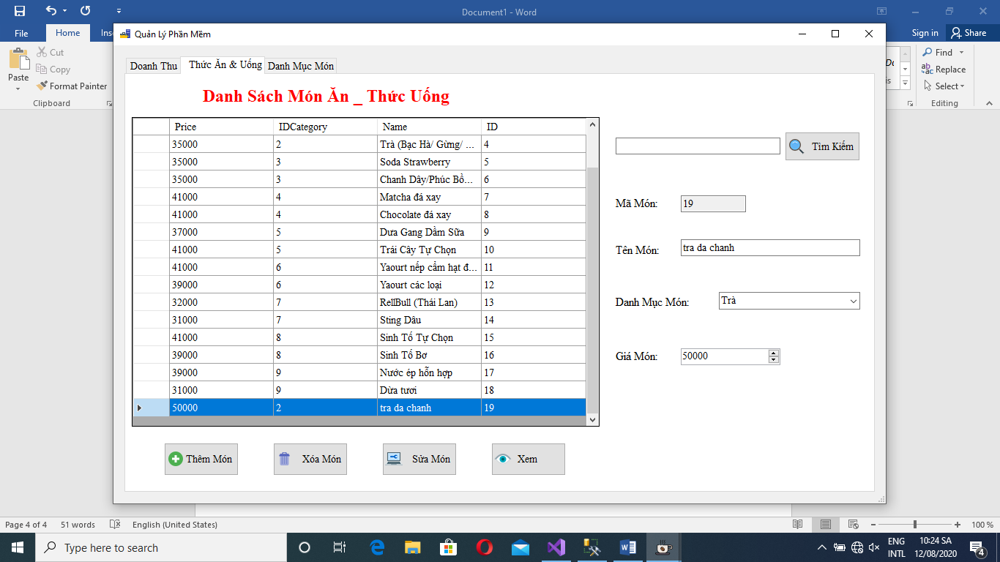 Document1 - Word
File Home Ins
Sign in Share
Quản Lý Phần Mềm
Paste
Cut
Copy
Format Painter
Clipboard
Find
Replace
Select
Editing
Doanh Thu Thức Ăn & Uống Danh Mục Món
Danh Sách Món Ăn _ Thức Uống
Price IDCategory Name ID
35000 2 Trà (Bạc Hà/ Gừng/ ... 4
35000 3 Soda Strawberry 5
35000 3 Chanh Dây/Phúc Bồ... 6
41000 4 Matcha đá xay 7
41000 4 Chocolate đá xay 8
37000 5 Dưa Gang Dầm Sữa 9
41000 5 Trái Cây Tự Chọn 10
41000 6 Yaourt nếp cẩm hạt đ... 11
39000 6 Yaourt các loại 12
32000 7 RellBull (Thái Lan) 13
31000 7 Sting Dâu 14
41000 8 Sinh Tố Tự Chọn 15
39000 8 Sinh Tố Bơ 16
39000 9 Nước ép hỗn hợp 17
31000 9 Dừa tươi 18
50000 2 tra da chanh 19
Tìm Kiếm
Mã Món: 19
Tên Món: tra da chanh
Danh Mục Món: Trà
Giá Món: 50000
Thêm Món Xóa Món Sửa Món Xem
Page 4 of 4 51 words English (United States) 100 %
Type here to search
ENG
INTL
10:24 SA
12/08/2020
4